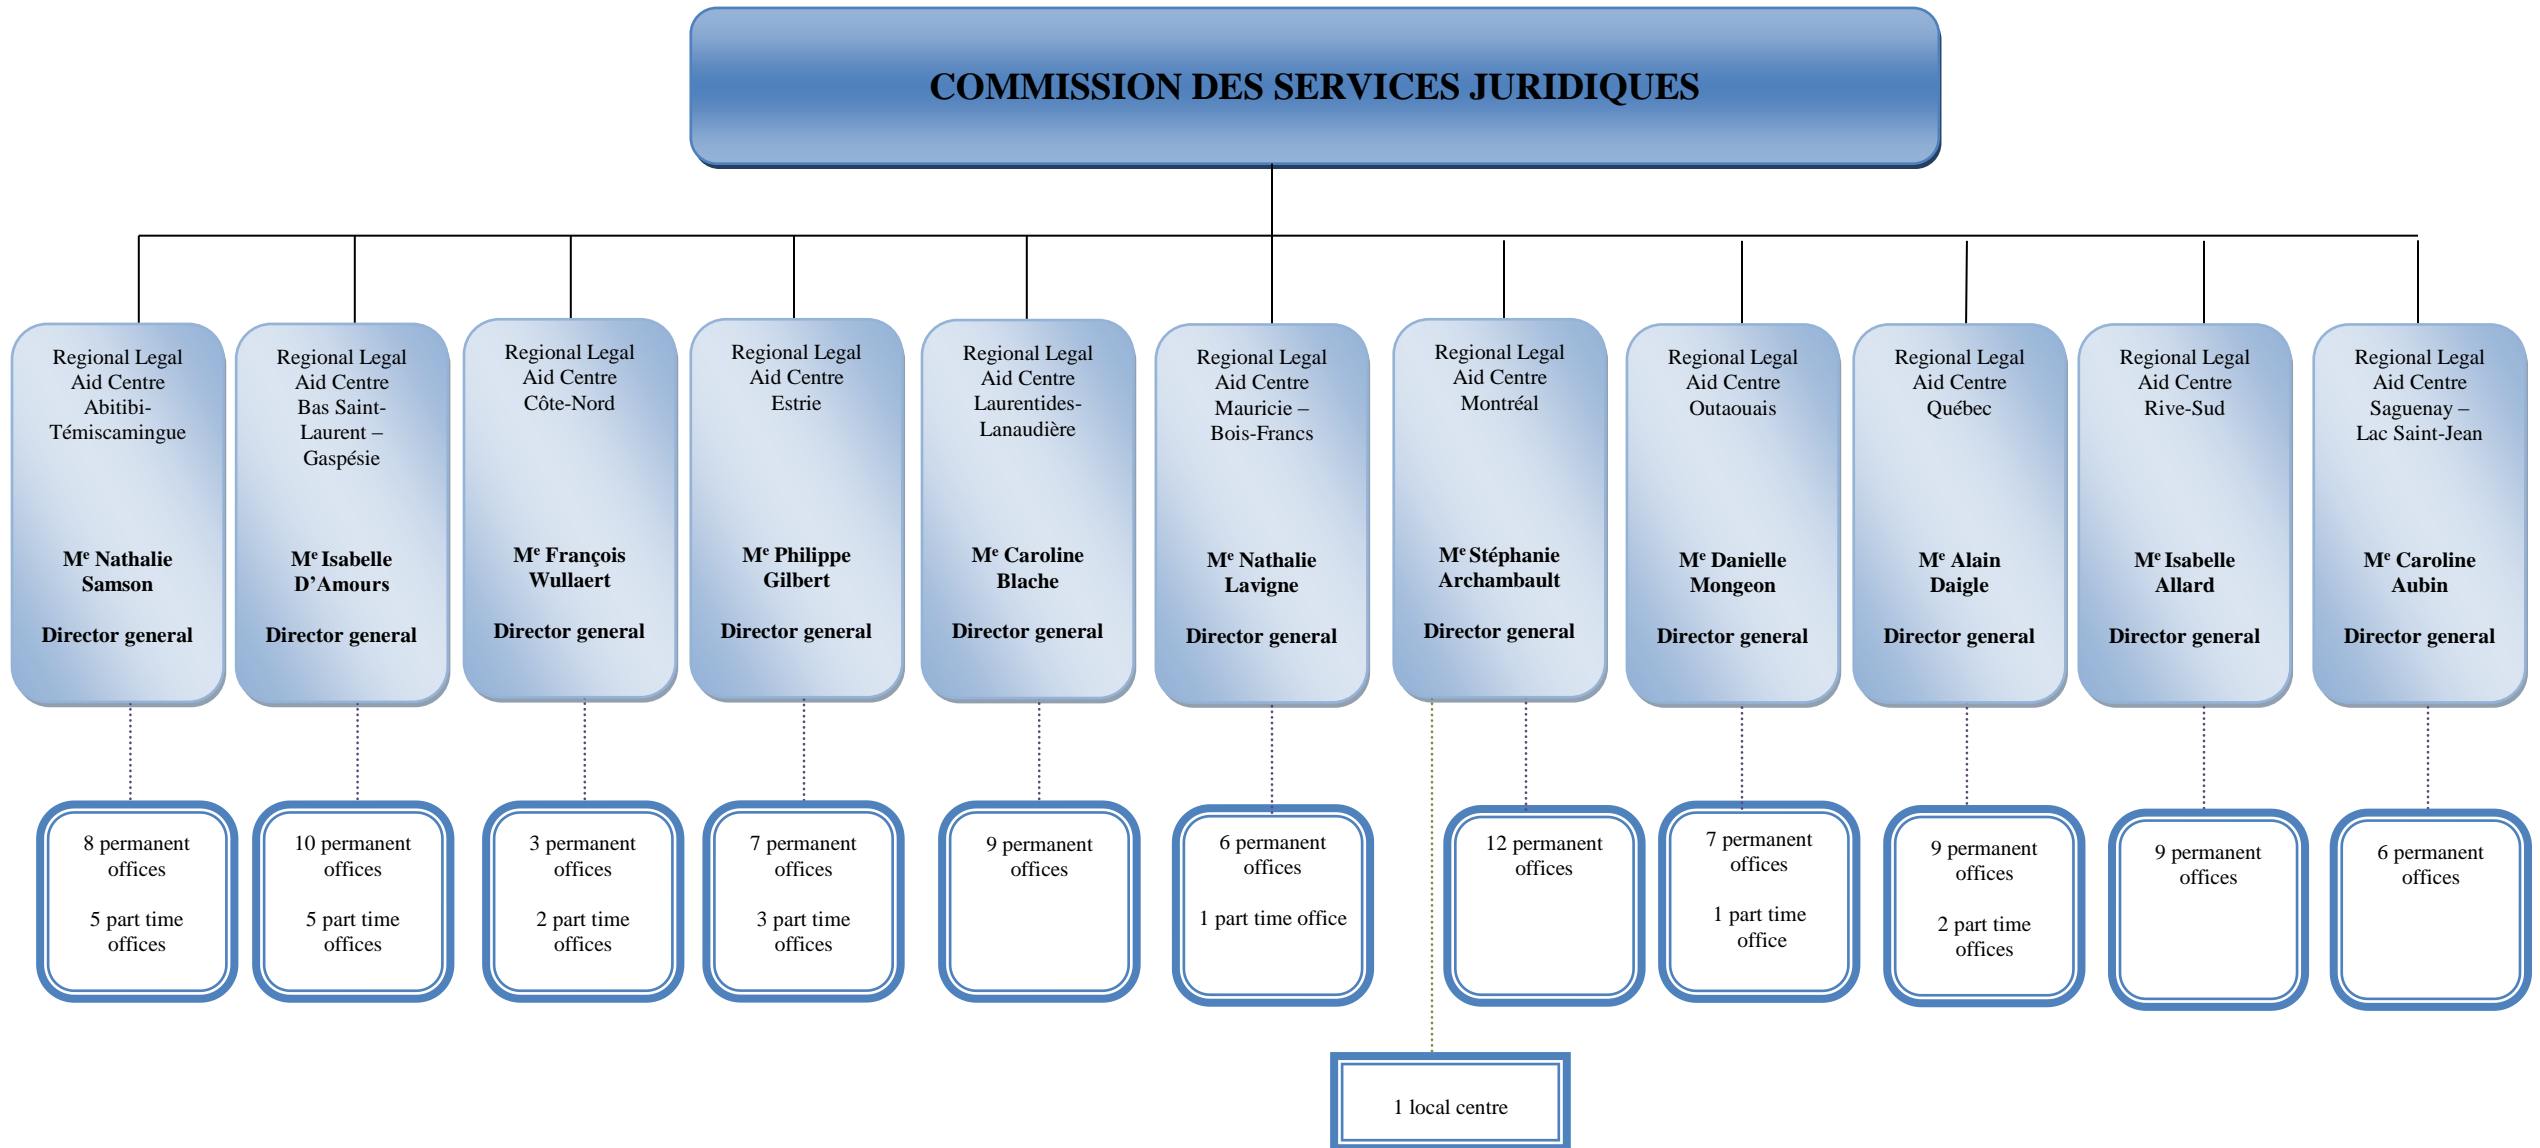 COMMISSION DES SERVICES JURIDIQUES
Regional Legal
Aid Centre
Abitibi-
Témiscamingue
Mᵉ Nathalie
Samson
Director general
Regional Legal
Aid Centre
Bas Saint-
Laurent –
Gaspésie
Mᵉ Isabelle
D’Amours
Director general
Regional Legal
Aid Centre
Côte-Nord
Mᵉ François
Wullaert
Director general
Regional Legal
Aid Centre
Estrie
Mᵉ Philippe
Gilbert
Director general
Regional Legal
Aid Centre
Laurentides-
Lanaudière
Mᵉ Caroline
Blache
Director general
Regional Legal
Aid Centre
Mauricie –
Bois-Francs
Mᵉ Nathalie
Lavigne
Director general
Regional Legal
Aid Centre
Montréal
Mᵉ Stéphanie
Archambault
Director general
Regional Legal
Aid Centre
Outaouais
Mᵉ Danielle
Mongeon
Director general
Regional Legal
Aid Centre
Québec
Mᵉ Alain
Daigle
Director general
Regional Legal
Aid Centre
Rive-Sud
Mᵉ Isabelle
Allard
Director general
Regional Legal
Aid Centre
Saguenay –
Lac Saint-Jean
Mᵉ Caroline
Aubin
Director general
8 permanent
offices
5 part time
offices
10 permanent
offices
5 part time
offices
3 permanent
offices
2 part time
offices
7 permanent
offices
3 part time
offices
9 permanent
offices
6 permanent
offices
1 part time office
12 permanent
offices
7 permanent
offices
1 part time
office
9 permanent
offices
2 part time
offices
9 permanent
offices
6 permanent
offices
1 local centre